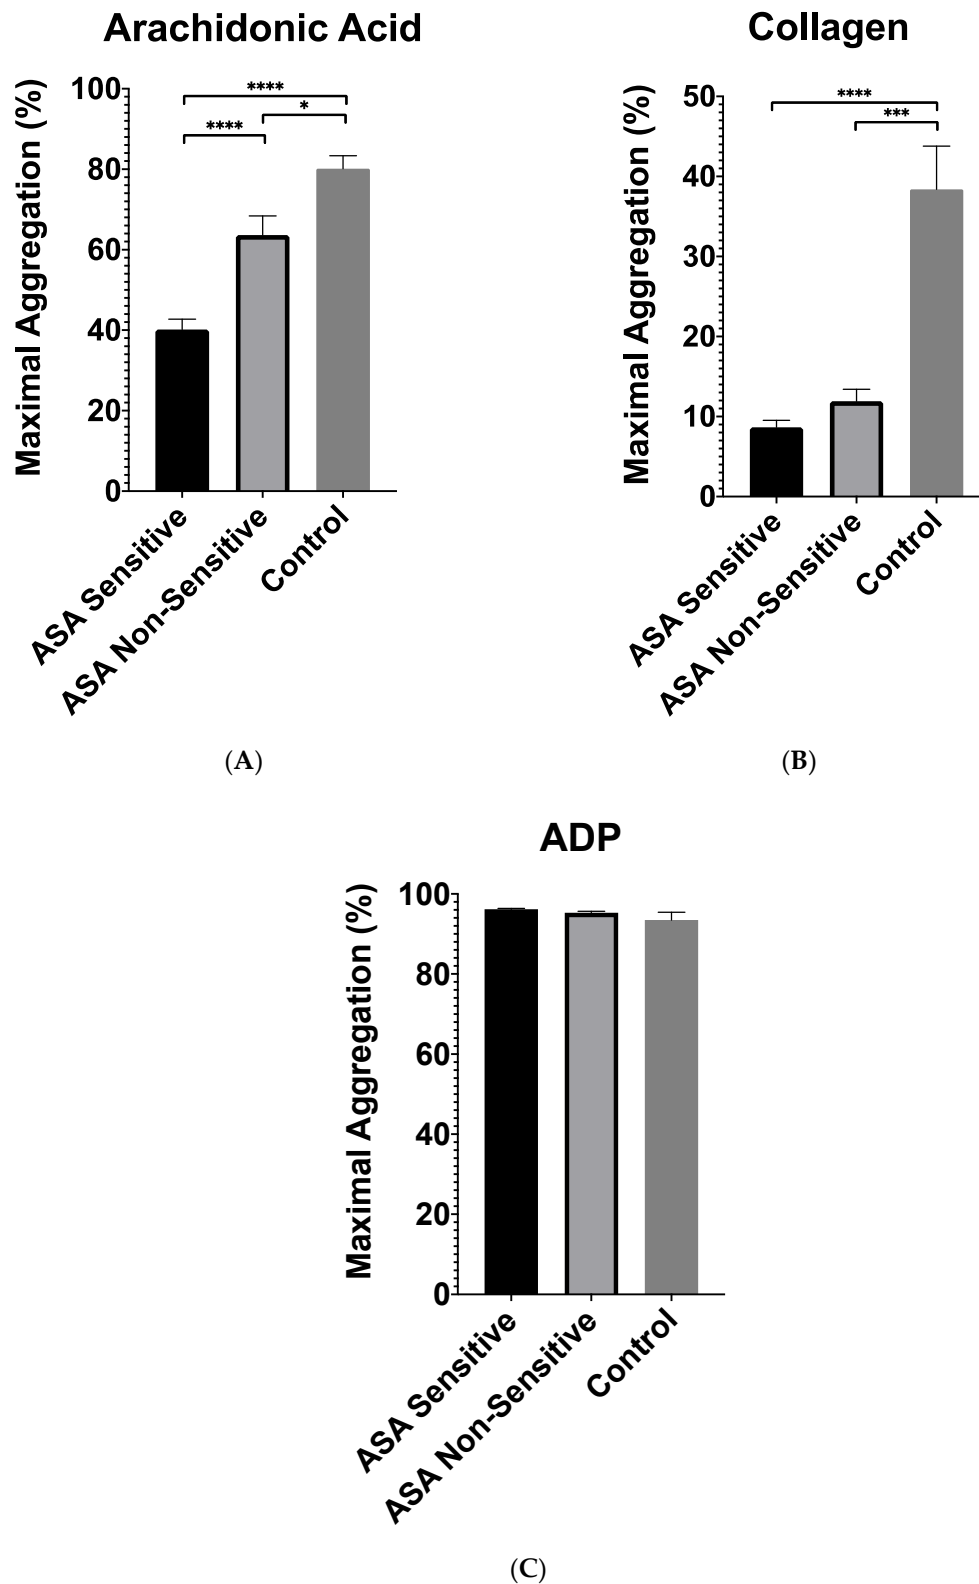 Arachidonic Acid
Maximal Aggregation (%)
100
80
60
40
20
0
****
*
****
ASA Sensitive
ASA Non-Sensitive
Control
(A)
Collagen
Maximal Aggregation (%)
50
40
30
20
10
0
****
***
ASA Sensitive
ASA Non-Sensitive
Control
(B)
ADP
Maximal Aggregation (%)
100
80
60
40
20
0
ASA Sensitive
ASA Non-Sensitive
Control
(C)